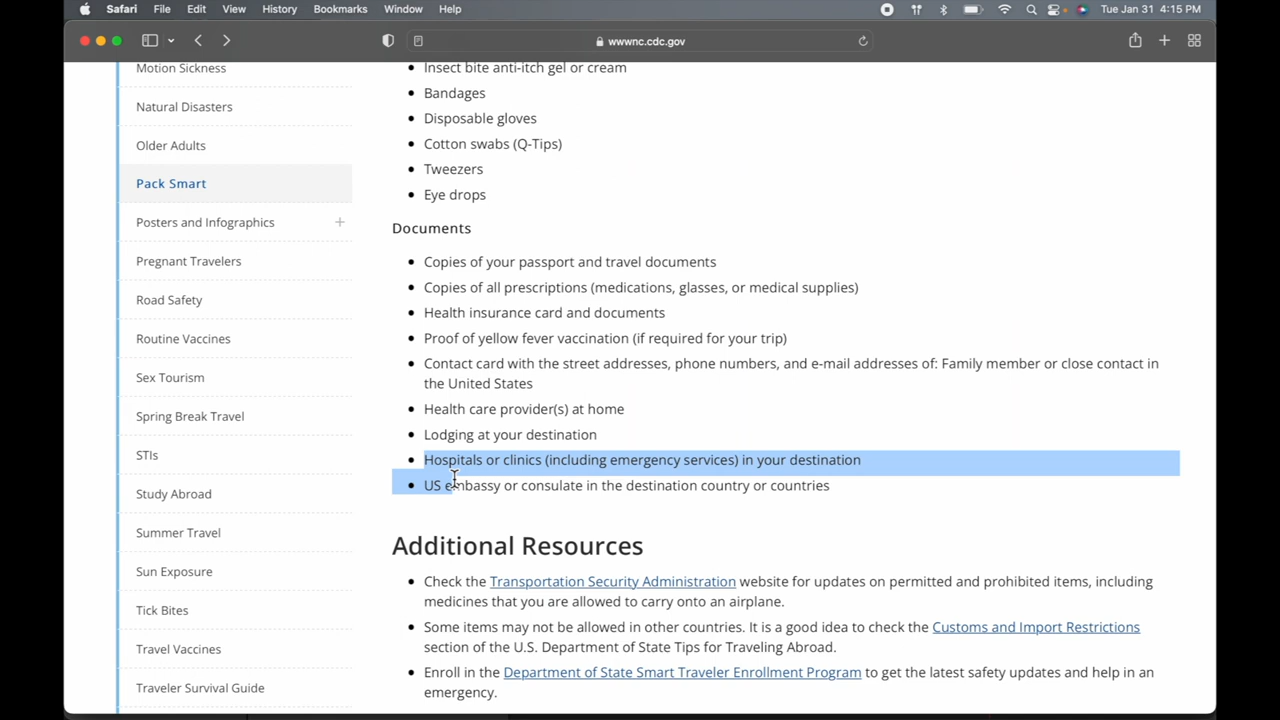 Safari File Edit View History Bookmarks Window Help Tue Jan 31 4:15 PM
wwwnc.cdc.gov
Motion Sickness
Natural Disasters
Older Adults
Pack Smart
Posters and Infographics
Pregnant Travelers
Road Safety
Routine Vaccines
Sex Tourism
Spring Break Travel
STIs
Study Abroad
Summer Travel
Sun Exposure
Tick Bites
Travel Vaccines
Traveler Survival Guide
Insect bite anti-itch gel or cream
Bandages
Disposable gloves
Cotton swabs (Q-Tips)
Tweezers
Eye drops
Documents
Copies of your passport and travel documents
Copies of all prescriptions (medications, glasses, or medical supplies)
Health insurance card and documents
Proof of yellow fever vaccination (if required for your trip)
Contact card with the street addresses, phone numbers, and e-mail addresses of: Family member or close contact in
the United States
Health care provider(s) at home
Lodging at your destination
Hospitals or clinics (including emergency services) in your destination
US embassy or consulate in the destination country or countries
Additional Resources
Check the Transportation Security Administration website for updates on permitted and prohibited items, including
medicines that you are allowed to carry onto an airplane.
Some items may not be allowed in other countries. It is a good idea to check the Customs and Import Restrictions
section of the U.S. Department of State Tips for Traveling Abroad.
Enroll in the Department of State Smart Traveler Enrollment Program to get the latest safety updates and help in an
emergency.